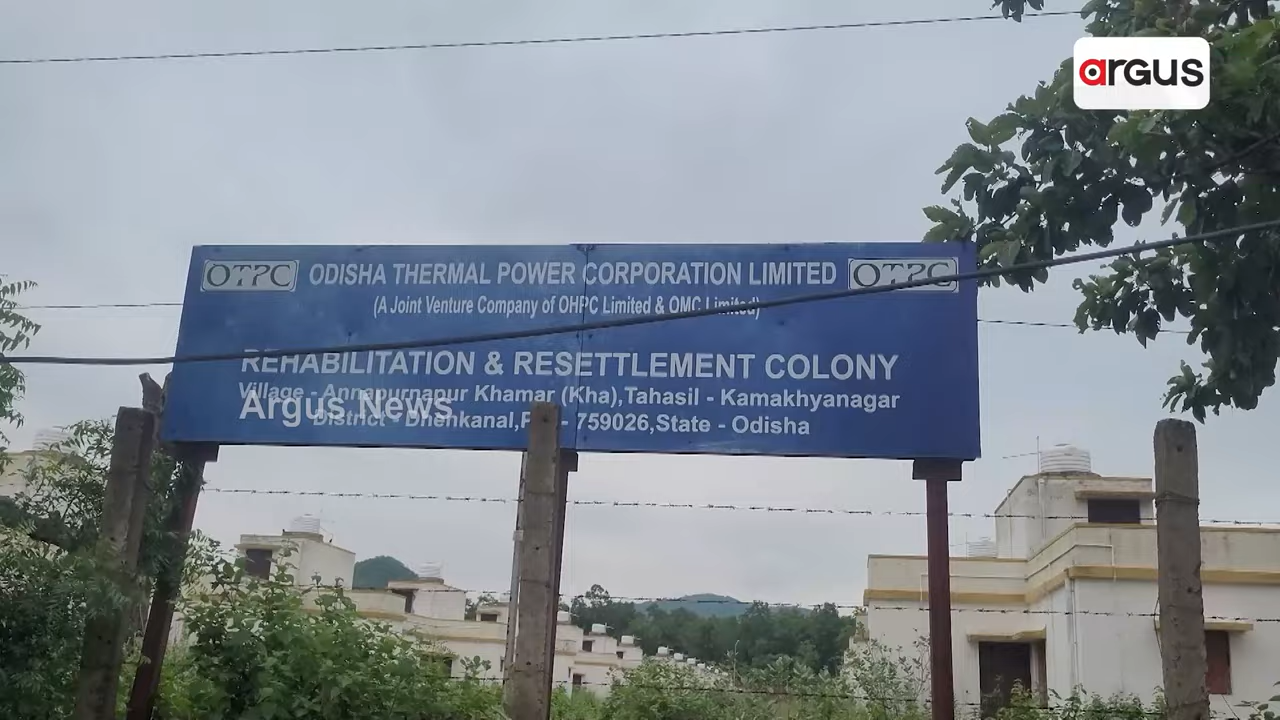 argus
OTPC ODISHA THERMAL POWER CORPORATION LIMITED OTPC
(A Joint Venture Company of OHPC Limited & OMC Limited)
REHABILITATION & RESETTLEMENT COLONY
Village - Annapurnapur Khamar (Kha),Tahasil - Kamakhyanagar
Argus News
District - Dhenkanal, - 759026,State - Odisha